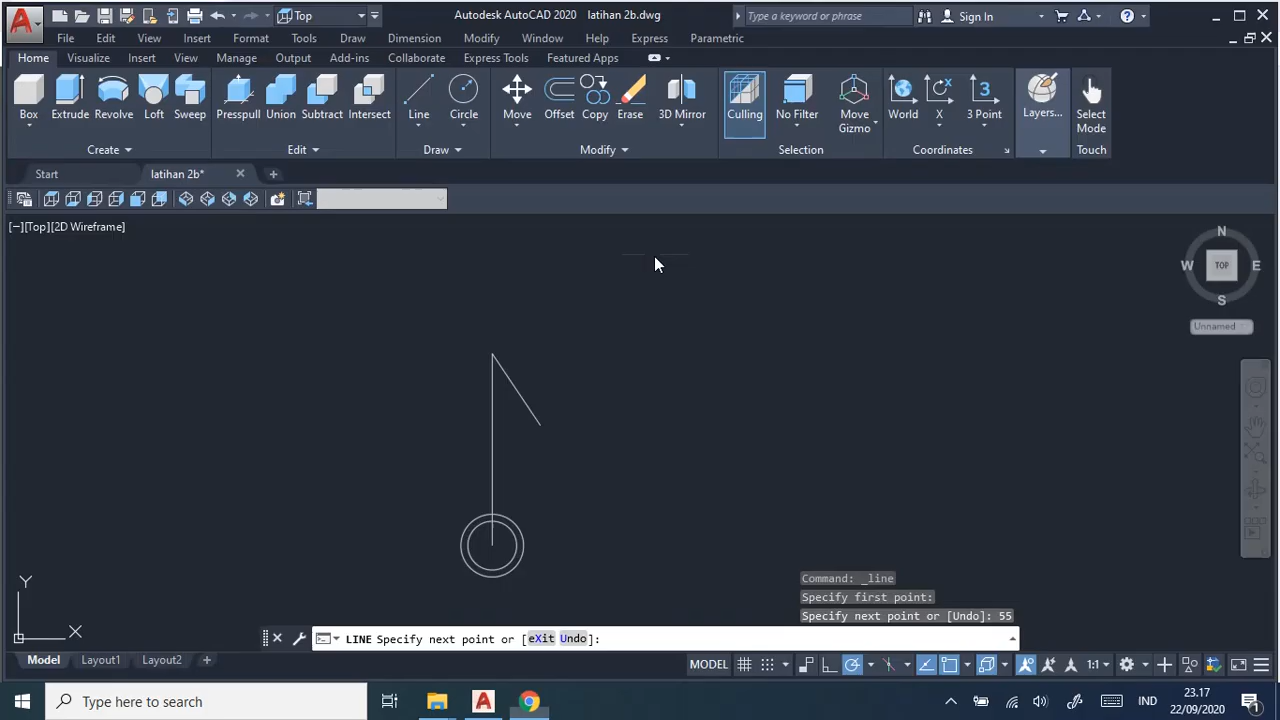 A Top Autodesk AutoCAD 2020 latihan 2b.dwg Type a keyword or phrase Sign In ?
File Edit View Insert Format Tools Draw Dimension Modify Window Help Express Parametric
Home Visualize Insert View Manage Output Add-ins Collaborate Express Tools Featured Apps
Box Extrude Revolve Loft Sweep Presspull Union Subtract Intersect Line Circle Move Offset Copy Erase 3D Mirror Culling No Filter Move Gizmo World X 3 Point Layers... Select Mode
Create Edit Draw Modify Selection Coordinates Touch
Start latihan 2b*
[−][Top][2D Wireframe]
N
W TOP E
S
Unnamed
Y
X
Command: _line
Specify first point:
Specify next point or [Undo]: 55
LINE Specify next point or [eXit Undo]:
Model Layout1 Layout2 + MODEL 1:1
Type here to search IND 23.17
22/09/2020 1